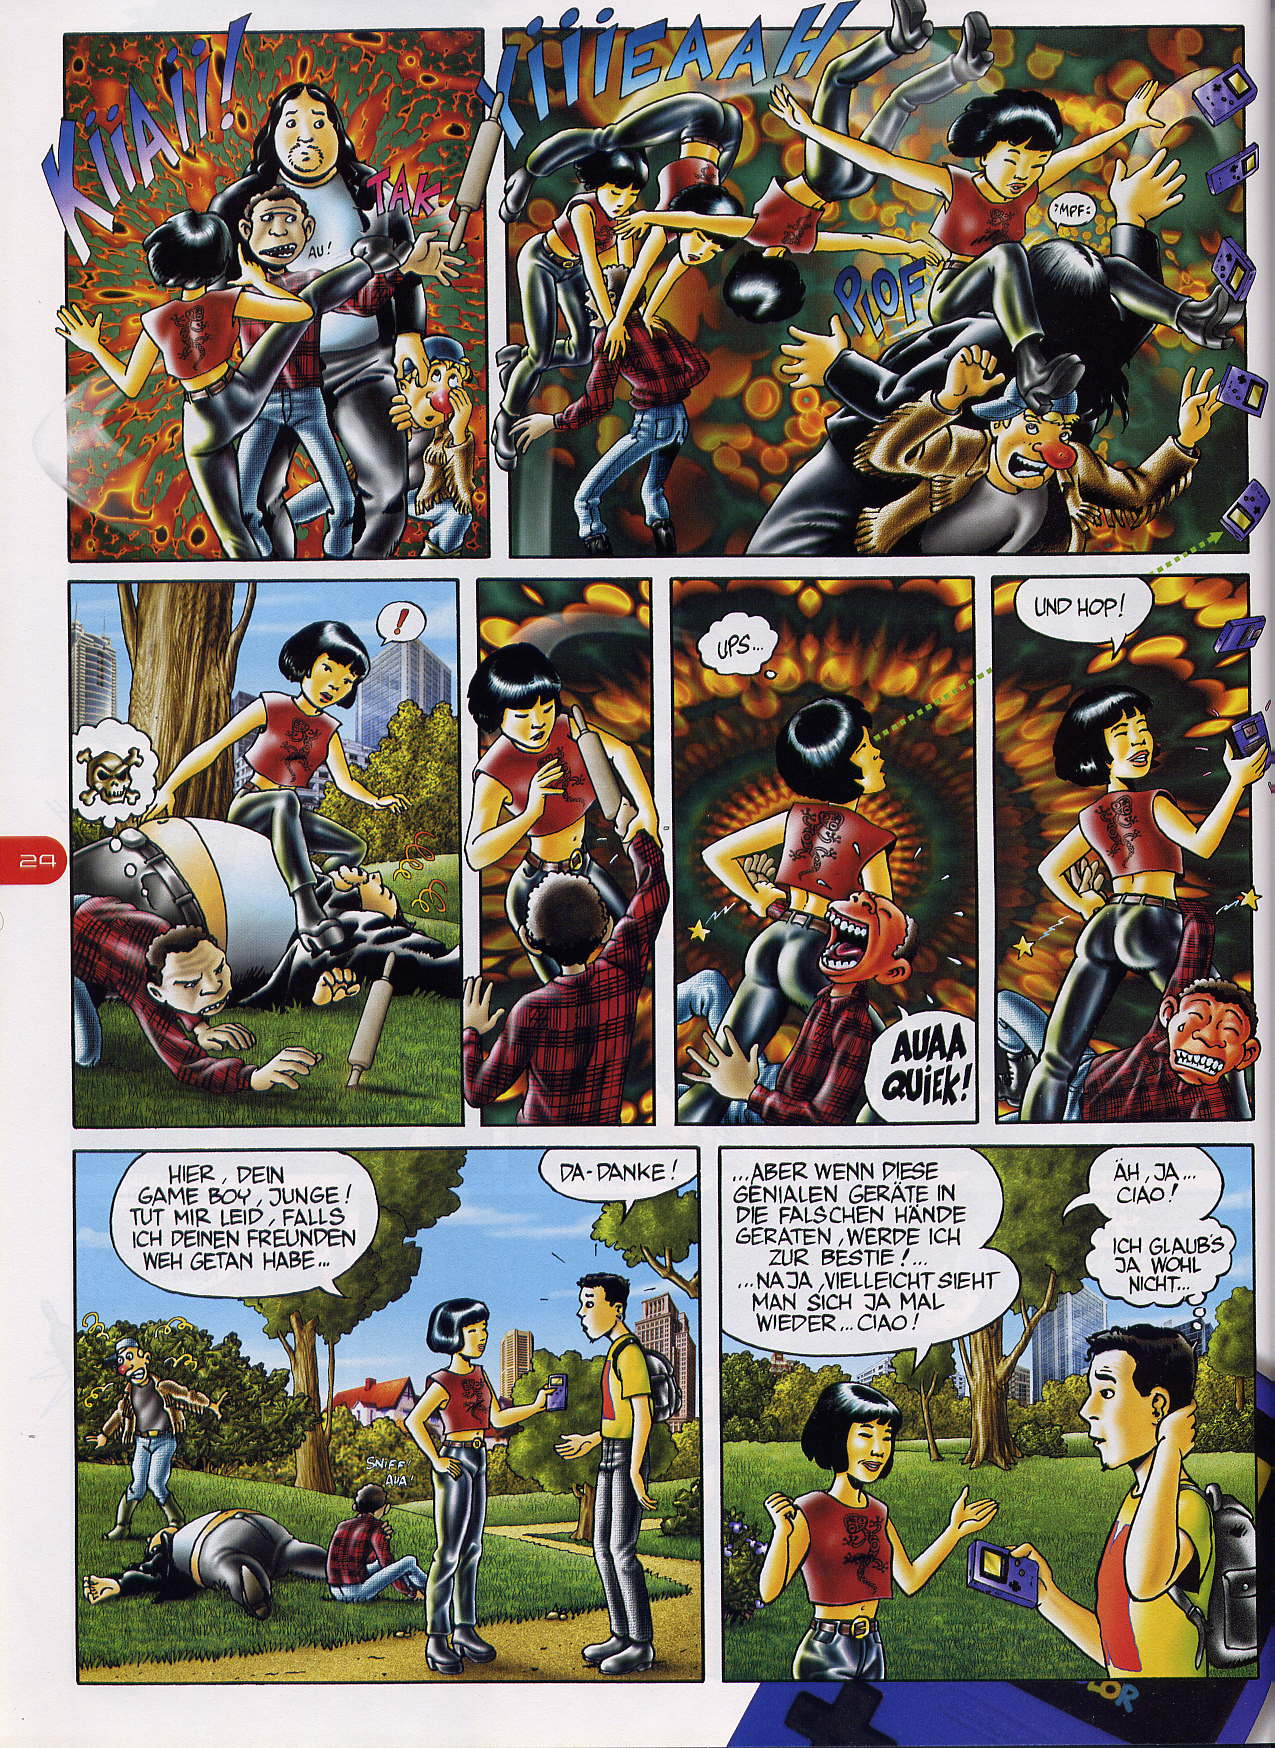 KiiAii!
AU!
TAK
XiiiiEAAAH
:MPF:
PLOF
!
24
UPS...
AUAA
QUiEK!
UND HOP!
HIER, DEIN
GAME BOY, JUNGE!
TUT MIR LEID, FALLS
ICH DEINEN FREUNDEN
WEH GETAN HABE...
DA-DANKE!
SNIFF!
AUA!
...ABER WENN DIESE
GENIALEN GERÄTE IN
DIE FALSCHEN HÄNDE
GERATEN, WERDE ICH
ZUR BESTIE!...
...NAJA, VIELLEICHT SIEHT
MAN SICH JA MAL
WIEDER... CIAO!
ÄH, JA...
CIAO!
ICH GLAUB'S
JA WOHL
NICHT...